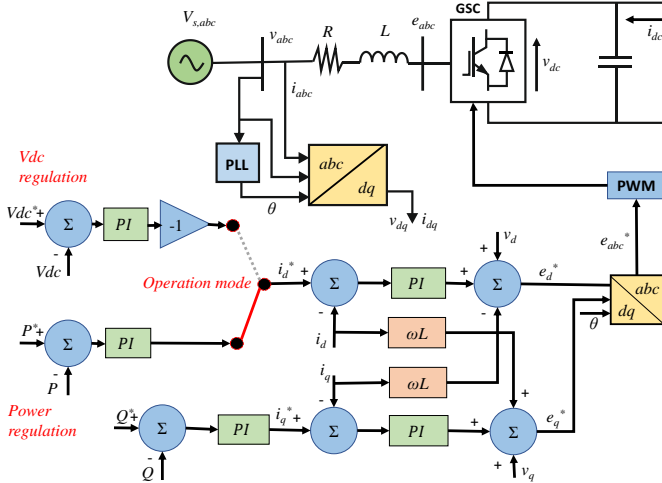 V_{s,abc}
v_{abc}
R
L
e_{abc}
GSC
i_{dc}
v_{dc}
i_{abc}
PLL
abc
dq
θ
v_{dq} i_{dq}
PWM
e_{abc}^*
Vdc
regulation
Vdc^* +
Σ
-
Vdc
PI
-1
Operation mode
i_d^* +
Σ
-
i_d
PI
+
Σ
+
v_d
-
e_d^*
abc
dq
θ
P^* +
Σ
-
P
PI
ωL
i_q
ωL
Power
regulation
Q^* +
Σ
-
Q
PI
i_q^* +
Σ
-
PI
+
Σ
+
+
v_q
e_q^*